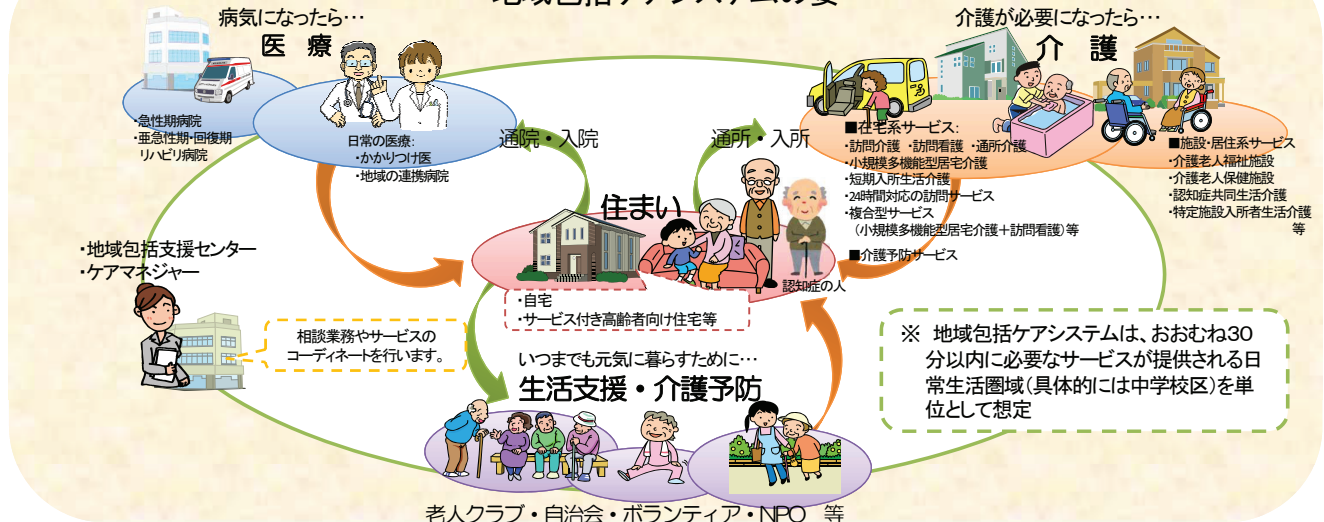 地域包括ケアシステムの姿
病気になったら…
医 療
・急性期病院
・亜急性期・回復期
リハビリ病院
日常の医療:
・かかりつけ医
・地域の連携病院
通院・入院
通所・入所
介護が必要になったら…
介 護
■在宅系サービス:
・訪問介護 ・訪問看護 ・通所介護
・小規模多機能型居宅介護
・短期入所生活介護
・24時間対応の訪問サービス
・複合型サービス
（小規模多機能型居宅介護＋訪問看護）等
■介護予防サービス
■施設・居住系サービス
・介護老人福祉施設
・介護老人保健施設
・認知症共同生活介護
・特定施設入所者生活介護
等
住まい
認知症の人
・自宅
・サービス付き高齢者向け住宅等
・地域包括支援センター
・ケアマネジャー
相談業務やサービスの
コーディネートを行います。
いつまでも元気に暮らすために…
生活支援・介護予防
老人クラブ・自治会・ボランティア・NPO 等
※ 地域包括ケアシステムは、おおむね30
分以内に必要なサービスが提供される日
常生活圏域（具体的には中学校区）を単
位として想定